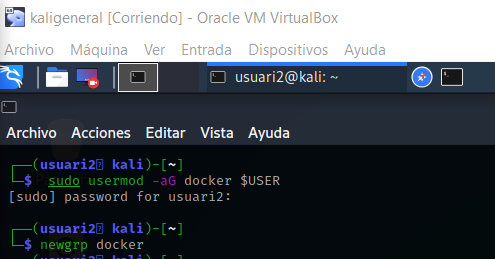 kaligeneral [Corriendo] - Oracle VM VirtualBox
Archivo Máquina Ver Entrada Dispositivos Ayuda
usuari2@kali: ~
Archivo Acciones Editar Vista Ayuda
┌──(usuari2 kali)-[~]
└─$ sudo usermod -aG docker $USER
[sudo] password for usuari2:
┌──(usuari2 kali)-[~]
└─$ newgrp docker